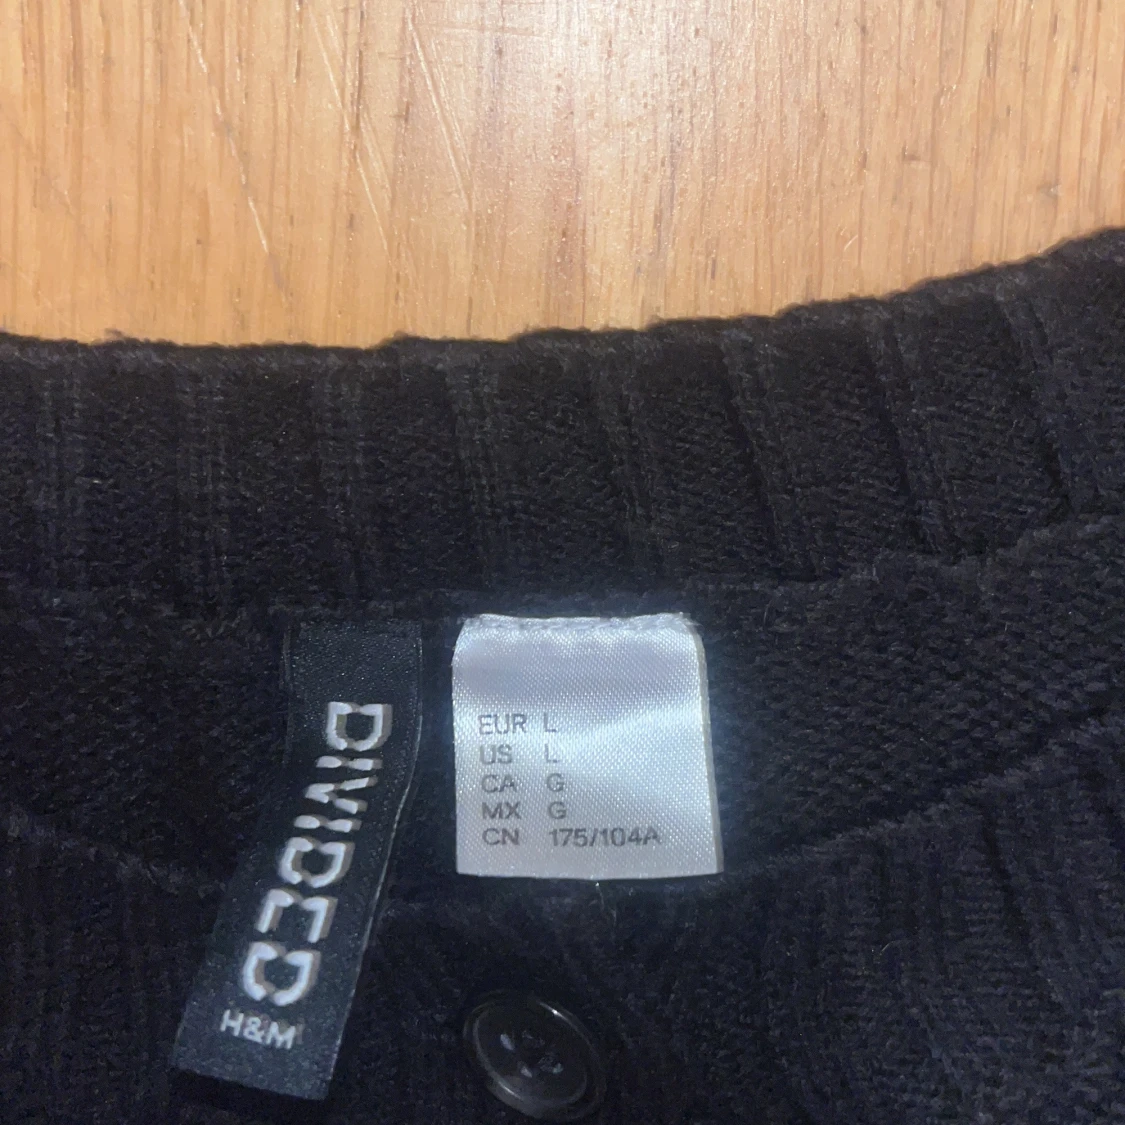 DIVIDED
H&M
EUR L
US L
CA G
MX G
CN 175/104A